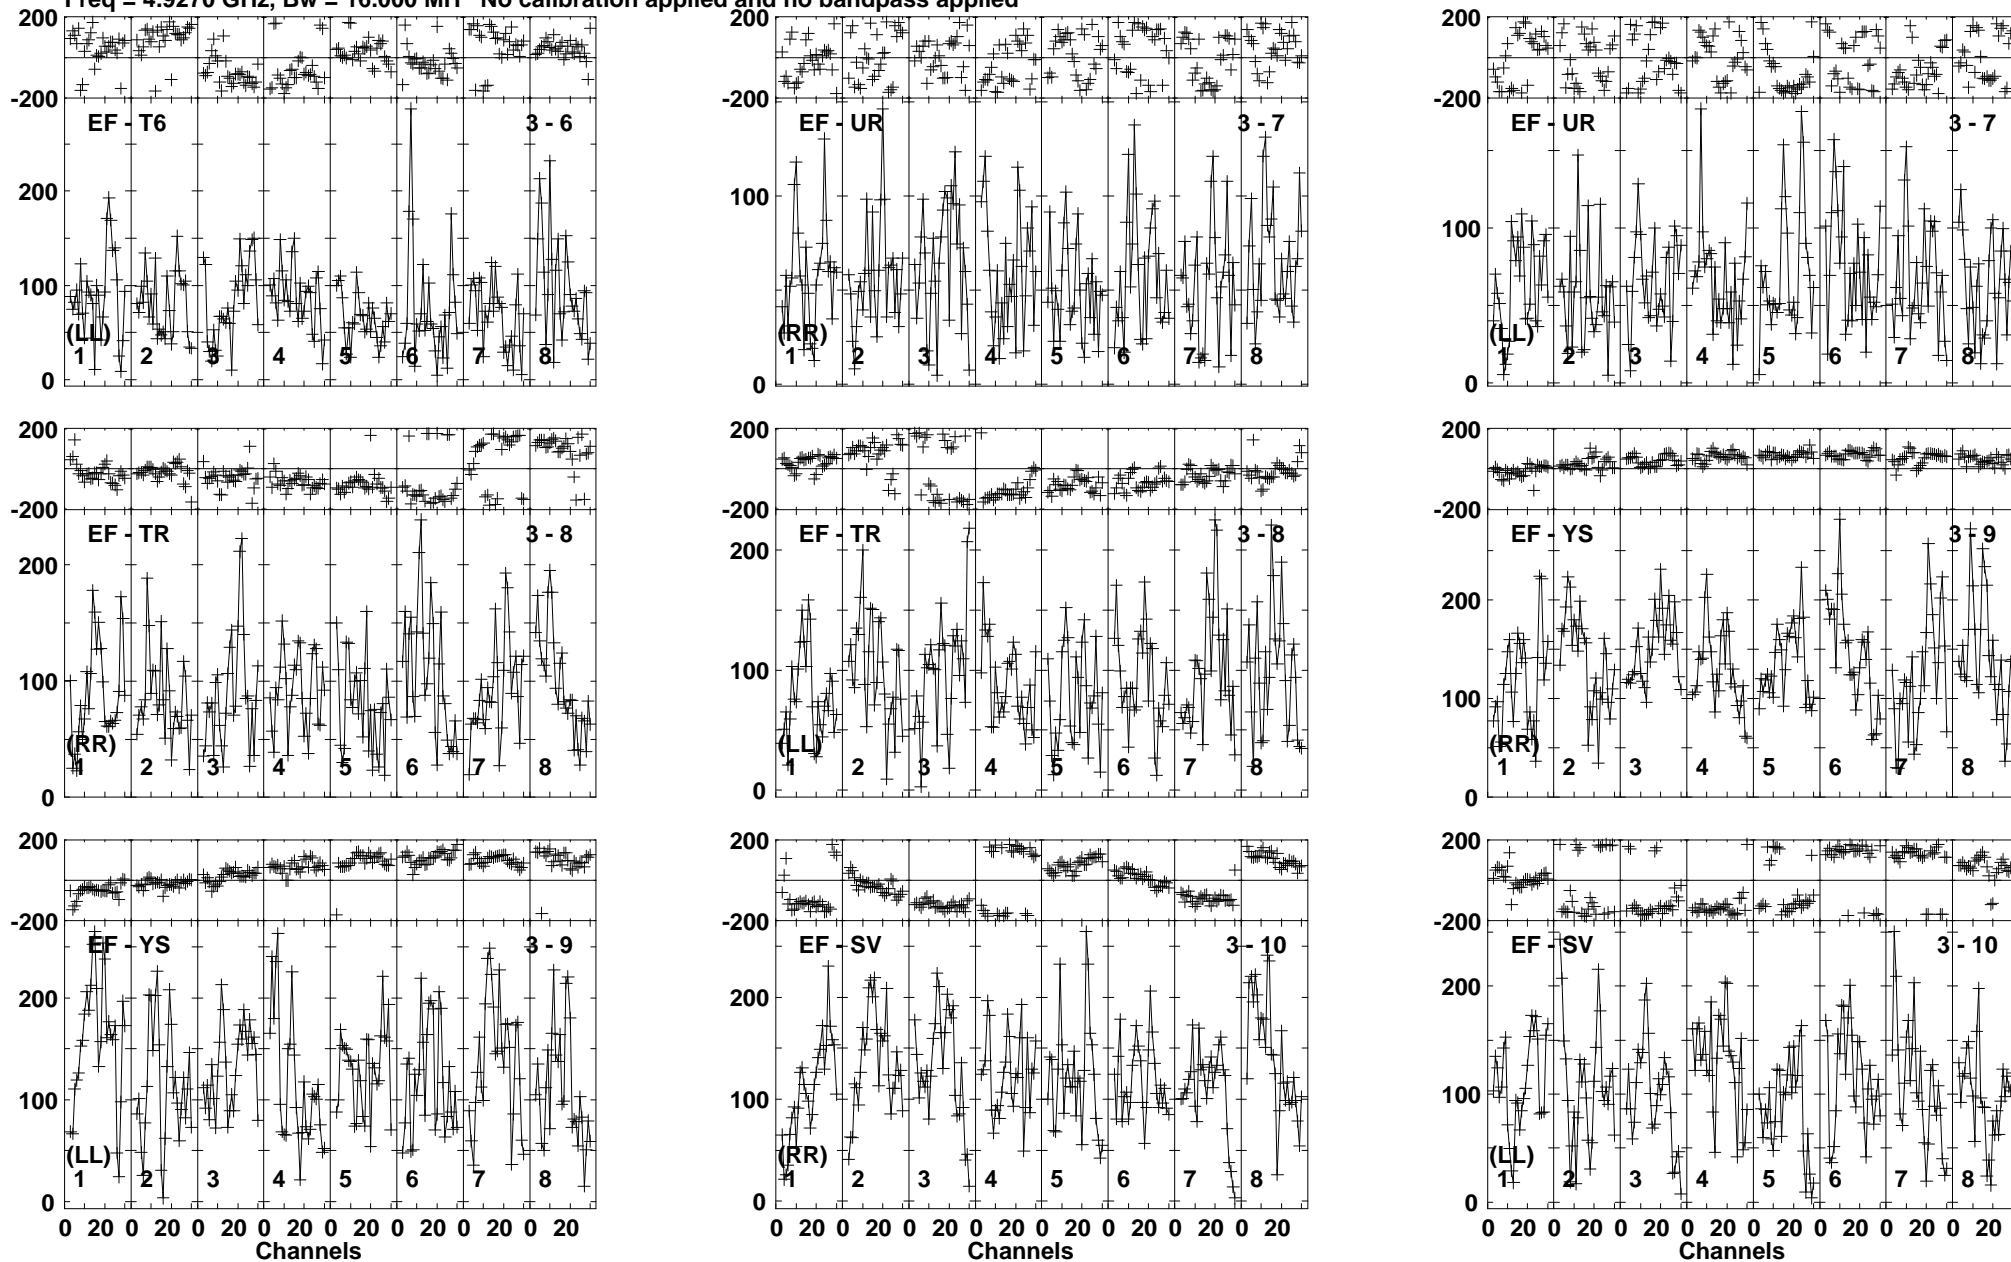 Freq = 4.9270 GHz, Bw = 16.000 MH No calibration applied and no bandpass applied
200 200 200
-200 -200 -200
EF - T6 3 - 6 EF - UR 3 - 7 EF - UR 3 - 7
200
100 100 100
(LL) (RR) (LL)
1 2 3 4 5 6 7 8 1 2 3 4 5 6 7 8 1 2 3 4 5 6 7 8
0 0 0
200 200 200
-200 -200 -200
EF - TR 3 - 8 EF - TR 3 - 8 EF - YS 3 - 9
200 200 200
100 100 100
(RR) (LL) (RR)
1 2 3 4 5 6 7 8 1 2 3 4 5 6 7 8 1 2 3 4 5 6 7 8
0 0 0
200 200 200
-200 -200 -200
EF - YS 3 - 9 EF - SV 3 - 10 EF - SV 3 - 10
200 200 200
100 100 100
(LL) (RR) (LL)
1 2 3 4 5 6 7 8 1 2 3 4 5 6 7 8 1 2 3 4 5 6 7 8
0 0 0
0 20 0 20 0 20 0 20 0 20 0 20 0 20 0 20 0 20 0 20 0 20 0 20 0 20 0 20 0 20 0 20 0 20 0 20 0 20 0 20 0 20 0 20 0 20 0 20
Channels Channels Channels